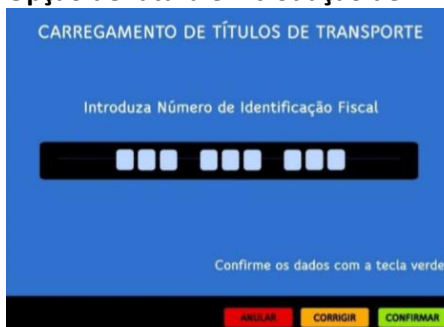 CARREGAMENTO DE TÍTULOS DE TRANSPORTE
Introduza Número de Identificação Fiscal
Confirme os dados com a tecla verde
ANULAR CORRIGIR CONFIRMAR